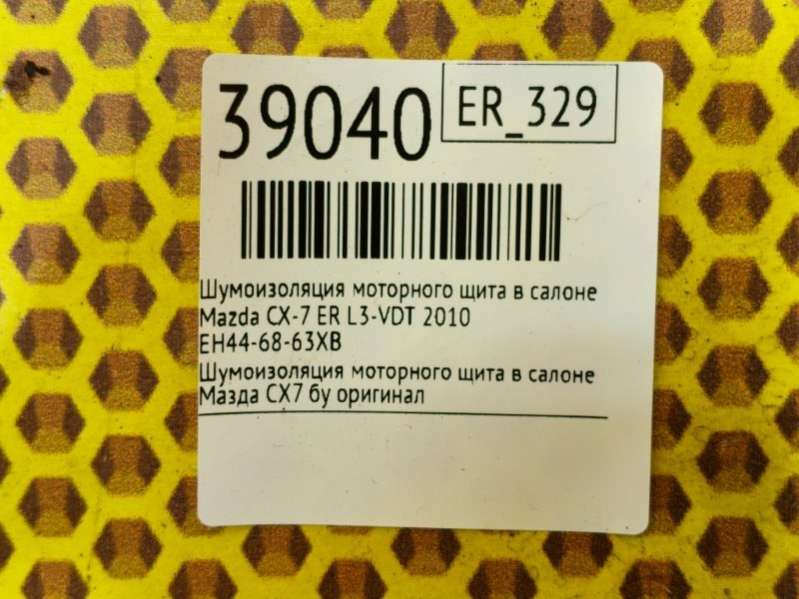 39040
ER_329
Шумоизоляция моторного щита в салоне
Mazda CX-7 ER L3-VDT 2010
EH44-68-63XB
Шумоизоляция моторного щита в салоне
Мазда СХ7 бу оригинал